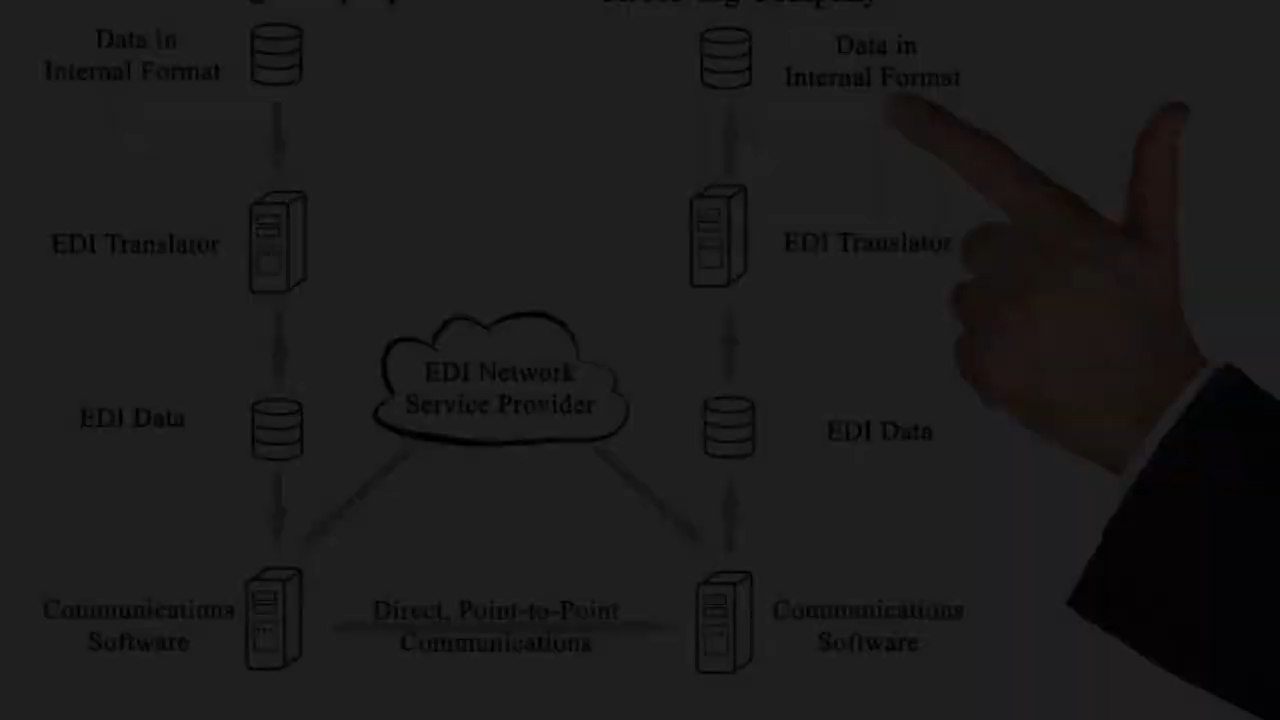 Data in
Internal Format
Data in
Internal Format
EDI Translator
EDI Translator
EDI Network
Service Provider
EDI Data
EDI Data
Communications
Software
Direct, Point-to-Point
Communications
Communications
Software